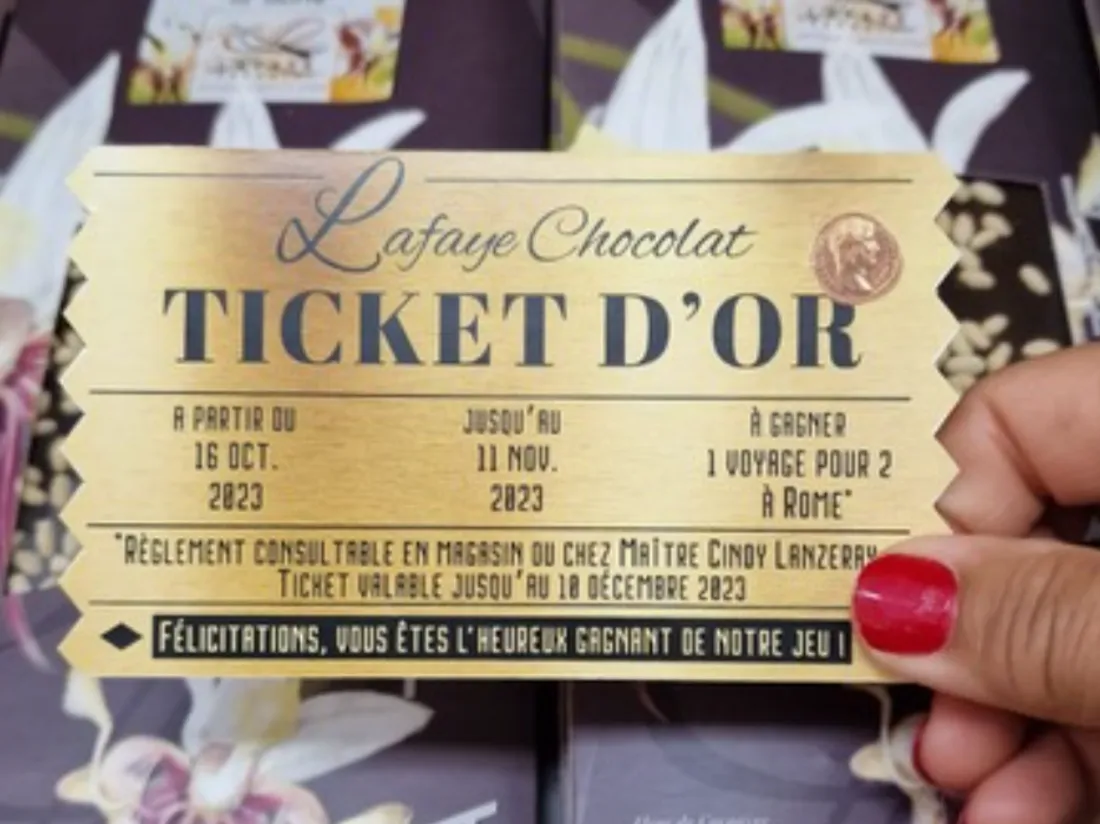 Lafaye Chocolat
TICKET D'OR
A PARTIR DU
16 OCT.
2023
JUSQU'AU
11 NOV.
2023
À GAGNER
1 VOYAGE POUR 2
À ROME*
*RÈGLEMENT CONSULTABLE EN MAGASIN OU CHEZ MAÎTRE CINDY LANZERAY
TICKET VALABLE JUSQU'AU 10 DÉCEMBRE 2023
FÉLICITATIONS, VOUS ÊTES L'HEUREUX GAGNANT DE NOTRE JEU !